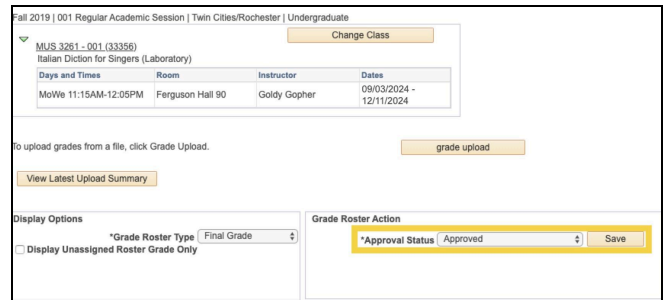 Fall 2019 | 001 Regular Academic Session | Twin Cities/Rochester | Undergraduate
Change Class
MUS 3261 - 001 (33356)
Italian Diction for Singers (Laboratory)
Days and Times Room Instructor Dates
MoWe 11:15AM-12:05PM Ferguson Hall 90 Goldy Gopher 09/03/2024 -
12/11/2024
To upload grades from a file, click Grade Upload.
grade upload
View Latest Upload Summary
Display Options
*Grade Roster Type Final Grade
Display Unassigned Roster Grade Only
Grade Roster Action
*Approval Status Approved Save